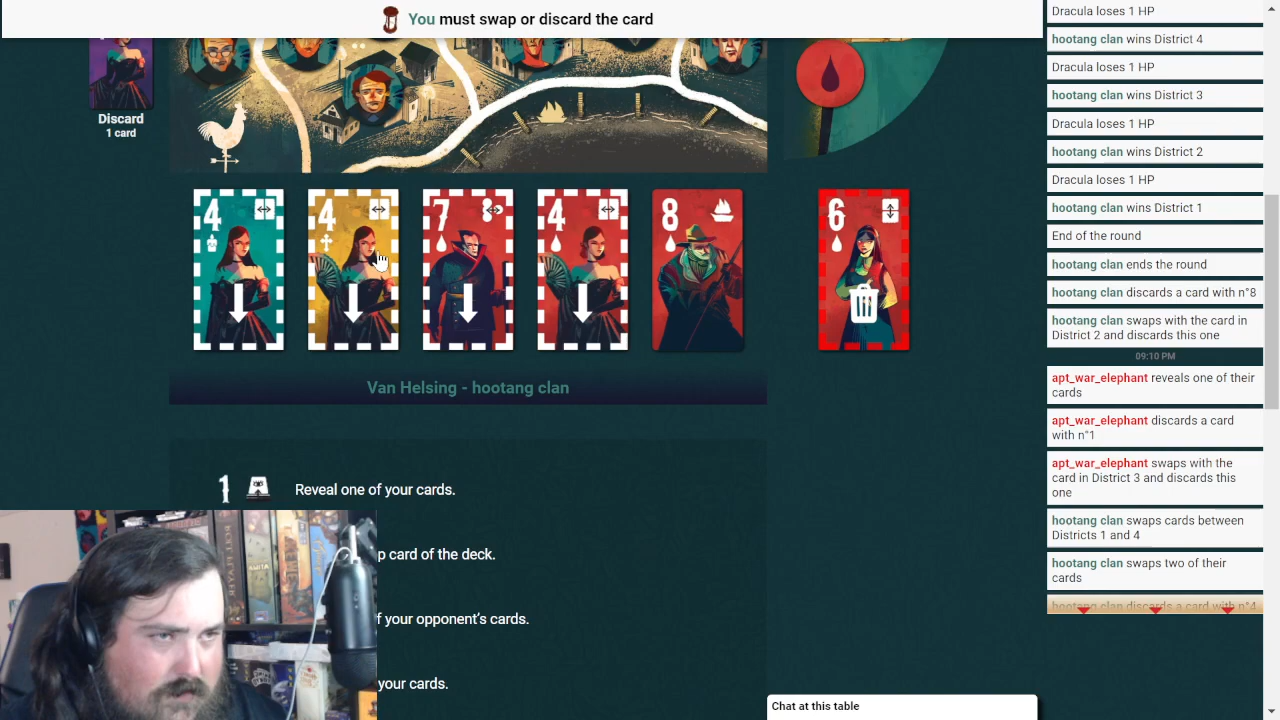 You must swap or discard the card
Discard
1 card
4
4
7
4
8
6
Van Helsing - hootang clan
1
Reveal one of your cards.
p card of the deck.
f your opponent's cards.
your cards.
Dracula loses 1 HP
hootang clan wins District 4
Dracula loses 1 HP
hootang clan wins District 3
Dracula loses 1 HP
hootang clan wins District 2
Dracula loses 1 HP
hootang clan wins District 1
End of the round
hootang clan ends the round
hootang clan discards a card with n°8
hootang clan swaps with the card in
District 2 and discards this one
09:10 PM
apt_war_elephant reveals one of their
cards
apt_war_elephant discards a card
with n°1
apt_war_elephant swaps with the
card in District 3 and discards this
one
hootang clan swaps cards between
Districts 1 and 4
hootang clan swaps two of their
cards
hootang clan discards a card with n°4
Chat at this table